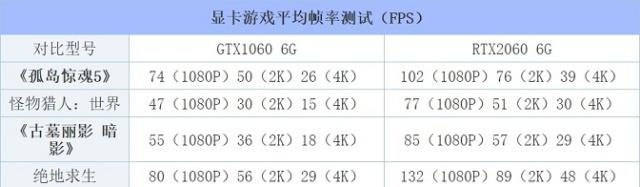 显卡游戏平均帧率测试（FPS）
对比型号 GTX1060 6G RTX2060 6G
《孤岛惊魂5》 74（1080P）50（2K）26（4K） 102（1080P）76（2K）39（4K）
怪物猎人：世界 47（1080P）30（2K）15（4K） 77（1080P）51（2K）30（4K）
《古墓丽影 暗
影》 55（1080P）36（2K）18（4K） 85（1080P）57（2K）29（4K）
绝地求生 80（1080P）56（2K）29（4K） 132（1080P）89（2K）48（4K）